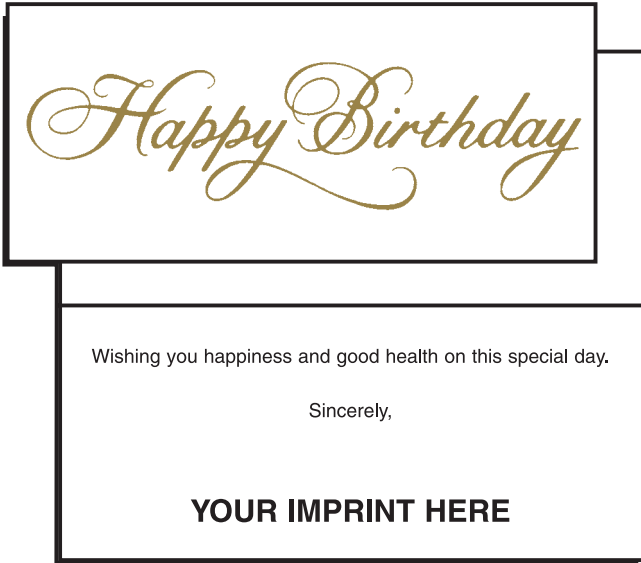 Happy Birthday
Wishing you happiness and good health on this special day.
Sincerely,
YOUR IMPRINT HERE